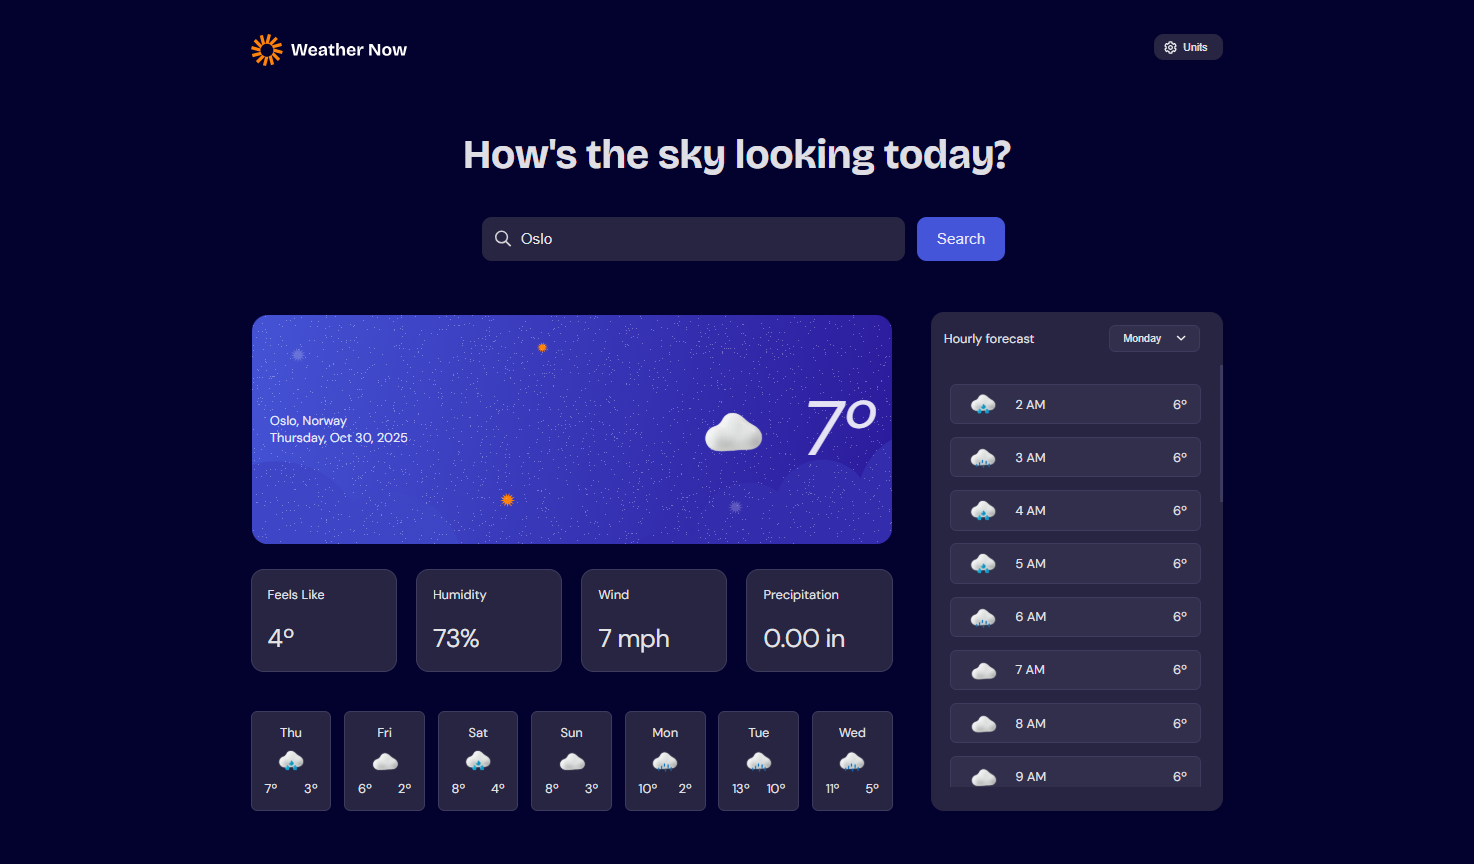 Weather Now
Units
How's the sky looking today?
Oslo
Search
Oslo, Norway
Thursday, Oct 30, 2025
7°
Feels Like
4°
Humidity
73%
Wind
7 mph
Precipitation
0.00 in
Thu
7° 3°
Fri
6° 2°
Sat
8° 4°
Sun
8° 3°
Mon
10° 2°
Tue
13° 10°
Wed
11° 5°
Hourly forecast
Monday
2 AM 6°
3 AM 6°
4 AM 6°
5 AM 6°
6 AM 6°
7 AM 6°
8 AM 6°
9 AM 6°